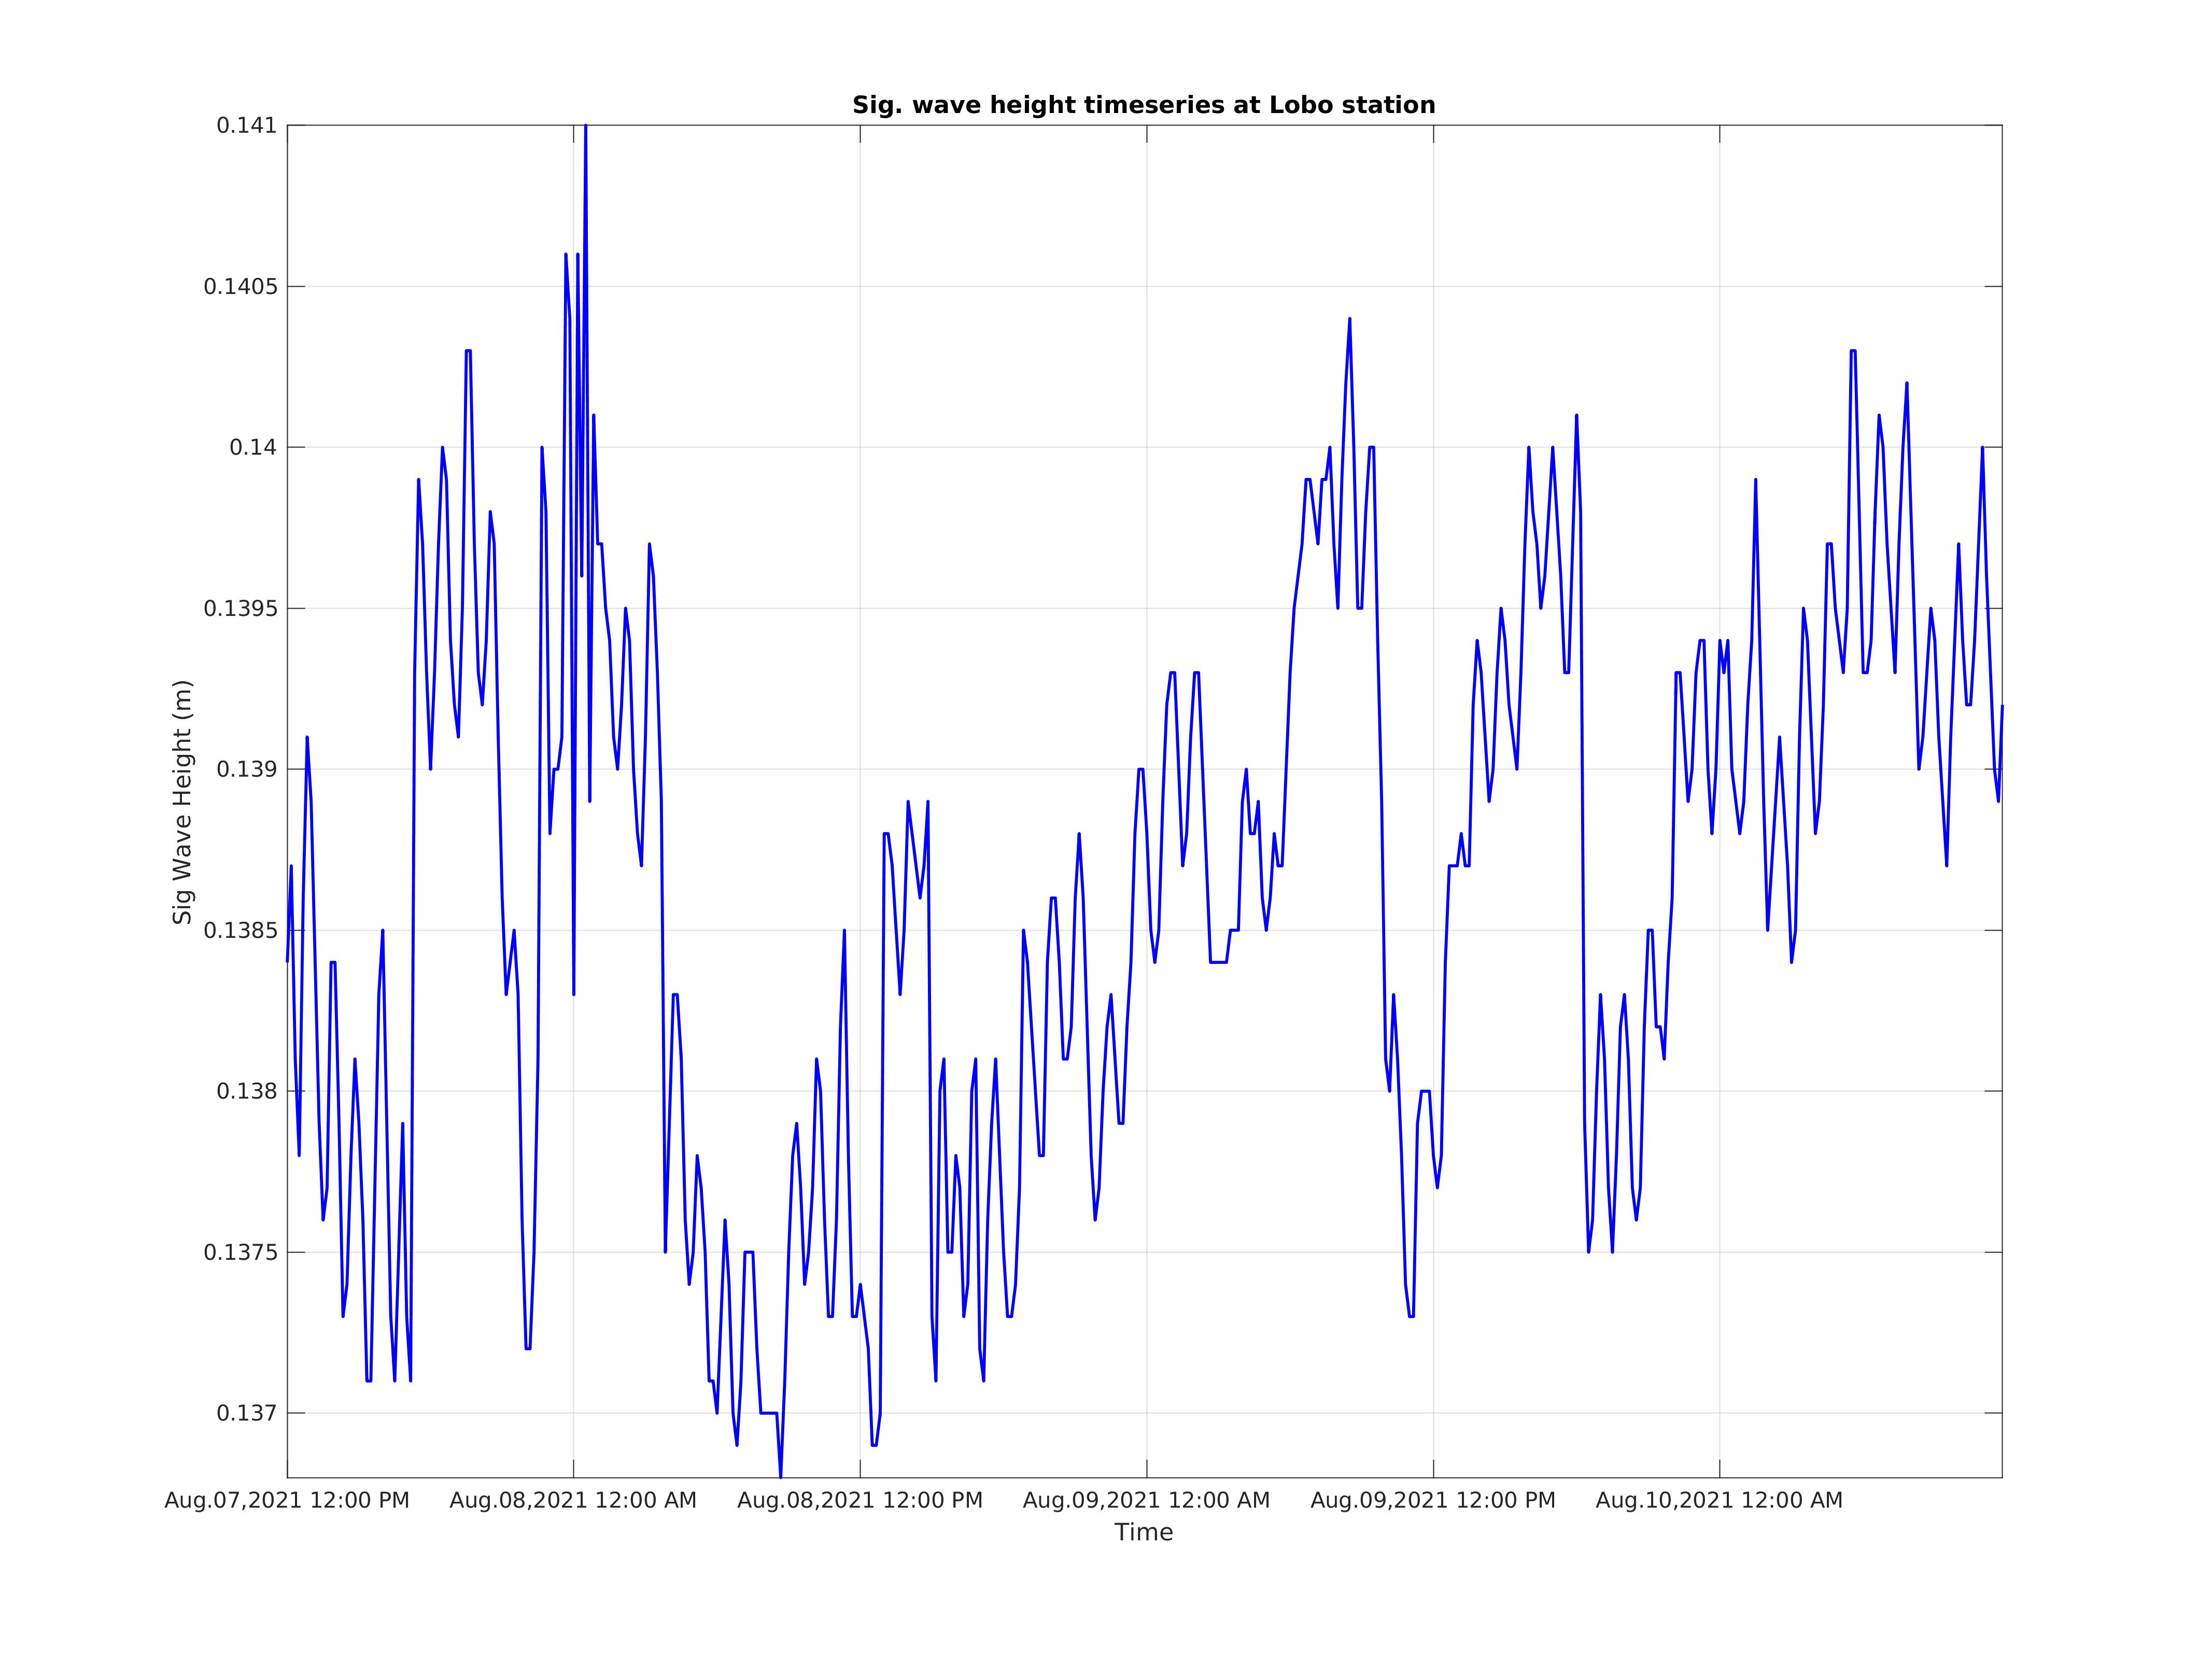 Sig. wave height timeseries at Lobo station
0.141
0.1405
0.14
0.1395
0.139
0.1385
0.138
0.1375
0.137
Sig Wave Height (m)
Aug.07,2021 12:00 PM Aug.08,2021 12:00 AM Aug.08,2021 12:00 PM Aug.09,2021 12:00 AM Aug.09,2021 12:00 PM Aug.10,2021 12:00 AM
Time